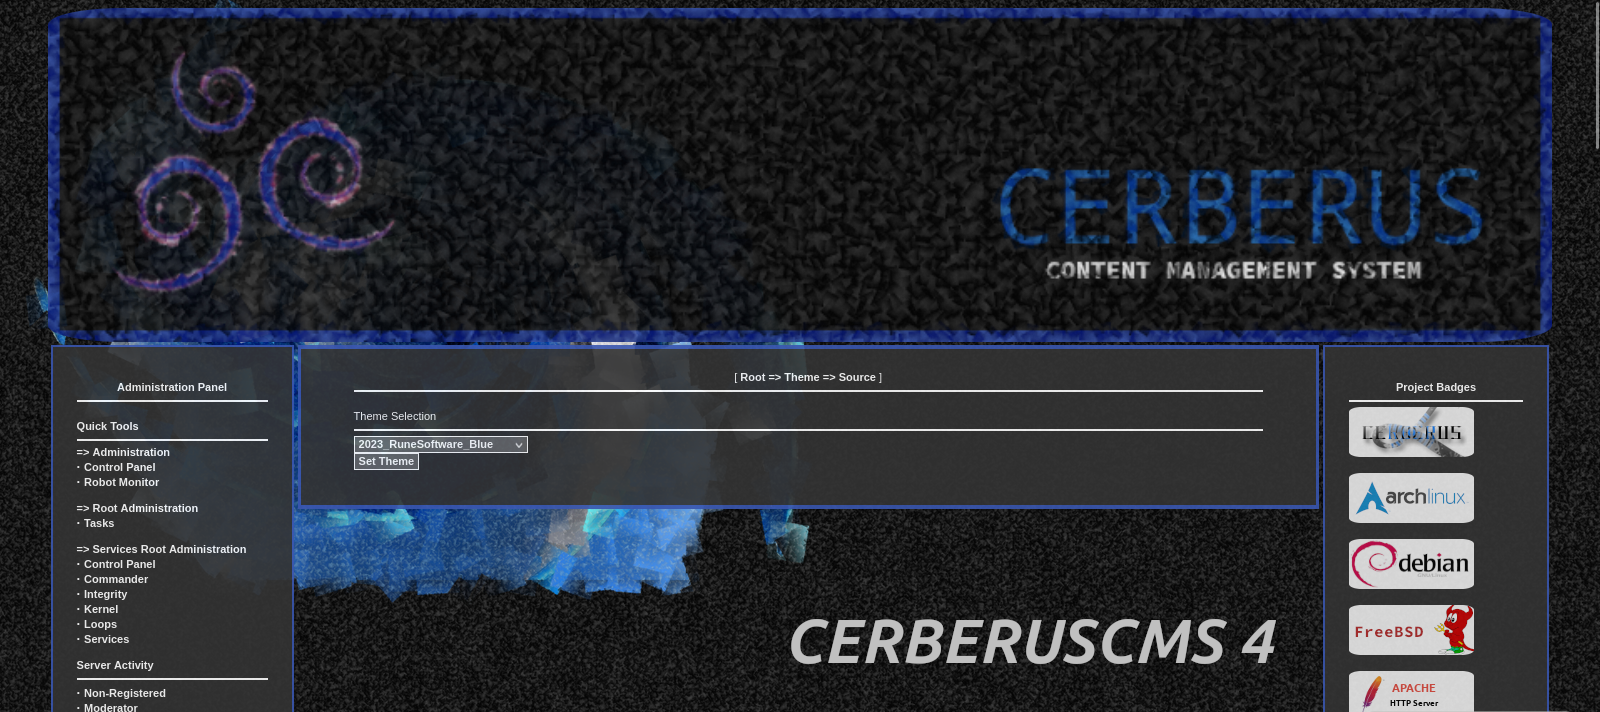 CERBERUS
CONTENT MANAGEMENT SYSTEM
Administration Panel
Quick Tools
=> Administration
· Control Panel
· Robot Monitor
=> Root Administration
· Tasks
=> Services Root Administration
· Control Panel
· Commander
· Integrity
· Kernel
· Loops
· Services
Server Activity
· Non-Registered
· Moderator
[ Root => Theme => Source ]
Theme Selection
2023_RuneSoftware_Blue
Set Theme
CERBERUSCMS 4
Project Badges
CERBERUS
archlinux
debian
FreeBSD
APACHE
HTTP Server